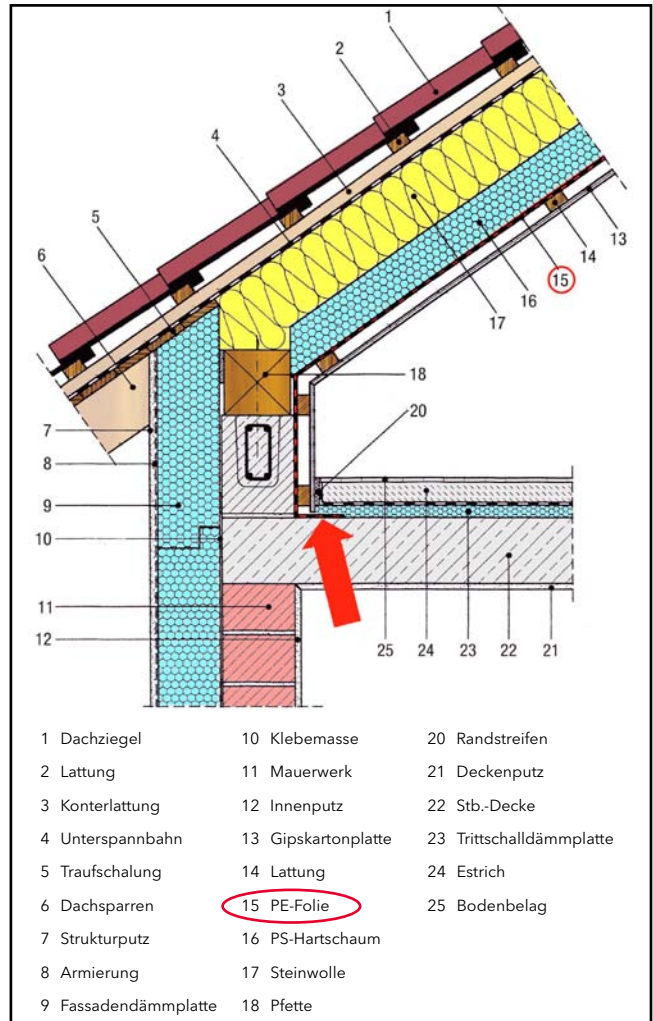 1
2
3
4
5
6
7
8
9
10
11
12
13
14
15
16
17
18
20
25 24 23 22 21
1 Dachziegel
2 Lattung
3 Konterlattung
4 Unterspannbahn
5 Traufschalung
6 Dachsparren
7 Strukturputz
8 Armierung
9 Fassadendämmplatte
10 Klebemasse
11 Mauerwerk
12 Innenputz
13 Gipskartonplatte
14 Lattung
15 PE-Folie
16 PS-Hartschaum
17 Steinwolle
18 Pfette
20 Randstreifen
21 Deckenputz
22 Stb.-Decke
23 Trittschalldämmplatte
24 Estrich
25 Bodenbelag